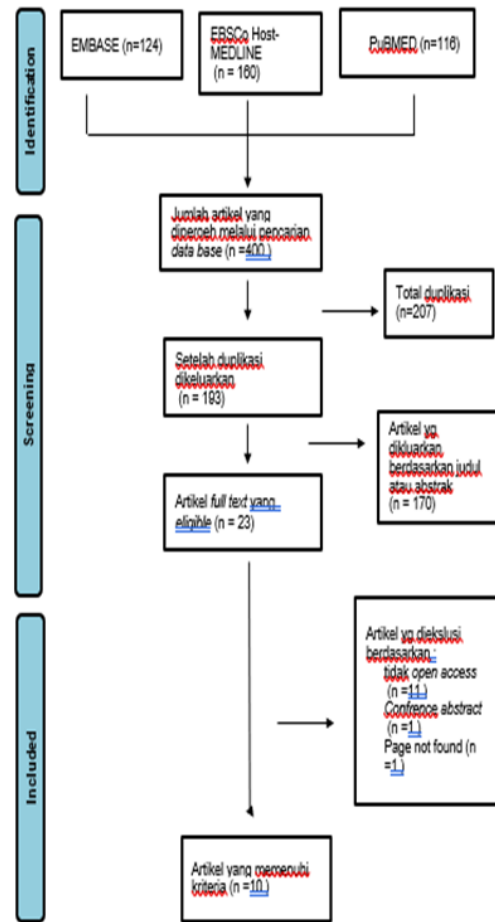 Identification
EMBASE (n=124)
EBSCo Host-
MEDLINE
(n = 160)
PuBMED (n=116)
Screening
Jumlah artikel yang
diperoeh melalui pencarian
data base (n =400 )
Total duplikasi
(n=207)
Setelah duplikasi
dikeluarkan
(n = 193)
Artikel yg
dikluarkan
berdasarkan judul
atau abstrak
(n = 170)
Artikel full text yang
eligible (n = 23)
Included
Artikel yg diekslusi
berdasarkan :
tidak open access
(n =11 )
Confrence abstract
(n =1 )
Page not found (n
=1 )
Artikel yang memenuhi
kriteria (n =10 )